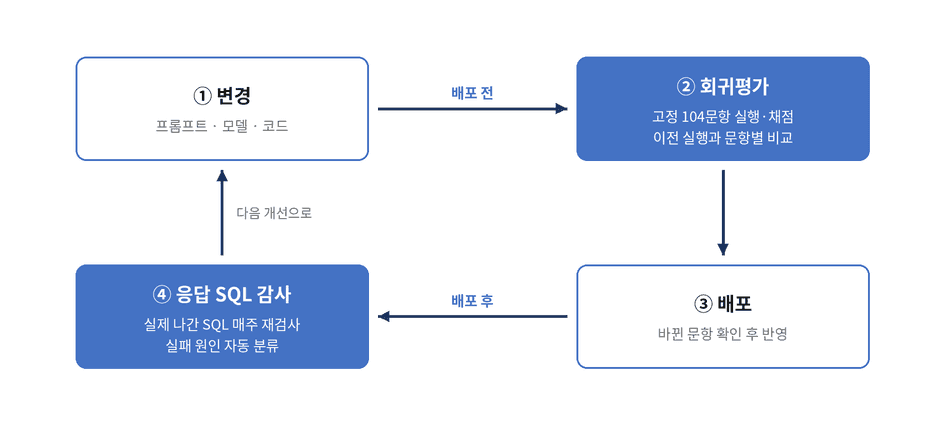 ① 변경
프롬프트 · 모델 · 코드
배포 전
② 회귀평가
고정 104문항 실행·채점
이전 실행과 문항별 비교
다음 개선으로
④ 응답 SQL 감사
실제 나간 SQL 매주 재검사
실패 원인 자동 분류
배포 후
③ 배포
바뀐 문항 확인 후 반영